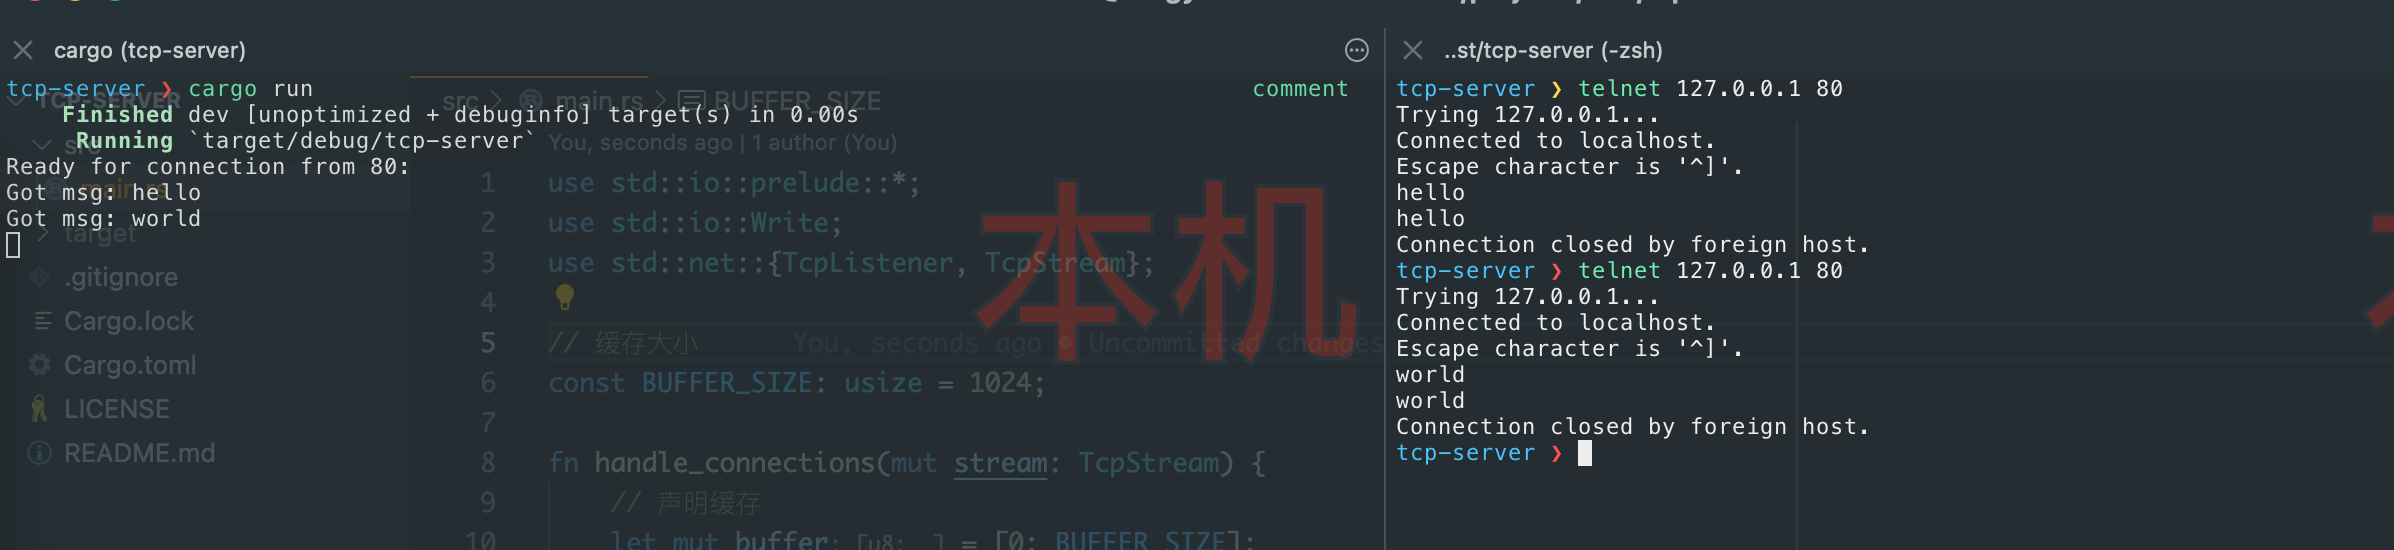 cargo (tcp-server)
tcp-server ❯ cargo run
comment
Finished dev [unoptimized + debuginfo] target(s) in 0.00s
Running `target/debug/tcp-server`
Ready for connection from 80:
Got msg: hello
Got msg: world
TCP-SERVER
src
main.rs
target
.gitignore
Cargo.lock
Cargo.toml
LICENSE
README.md
src > main.rs > BUFFER_SIZE
You, seconds ago | 1 author (You)
1 use std::io::prelude::*;
2 use std::io::Write;
3 use std::net::{TcpListener, TcpStream};
4
5 // 缓存大小 You, seconds ago • Uncommitted changes
6 const BUFFER_SIZE: usize = 1024;
7
8 fn handle_connections(mut stream: TcpStream) {
9 // 声明缓存
10 let mut buffer: [u8; _] = [0; BUFFER_SIZE];
本机
..st/tcp-server (-zsh)
tcp-server ❯ telnet 127.0.0.1 80
Trying 127.0.0.1...
Connected to localhost.
Escape character is '^]'.
hello
hello
Connection closed by foreign host.
tcp-server ❯ telnet 127.0.0.1 80
Trying 127.0.0.1...
Connected to localhost.
Escape character is '^]'.
world
world
Connection closed by foreign host.
tcp-server ❯